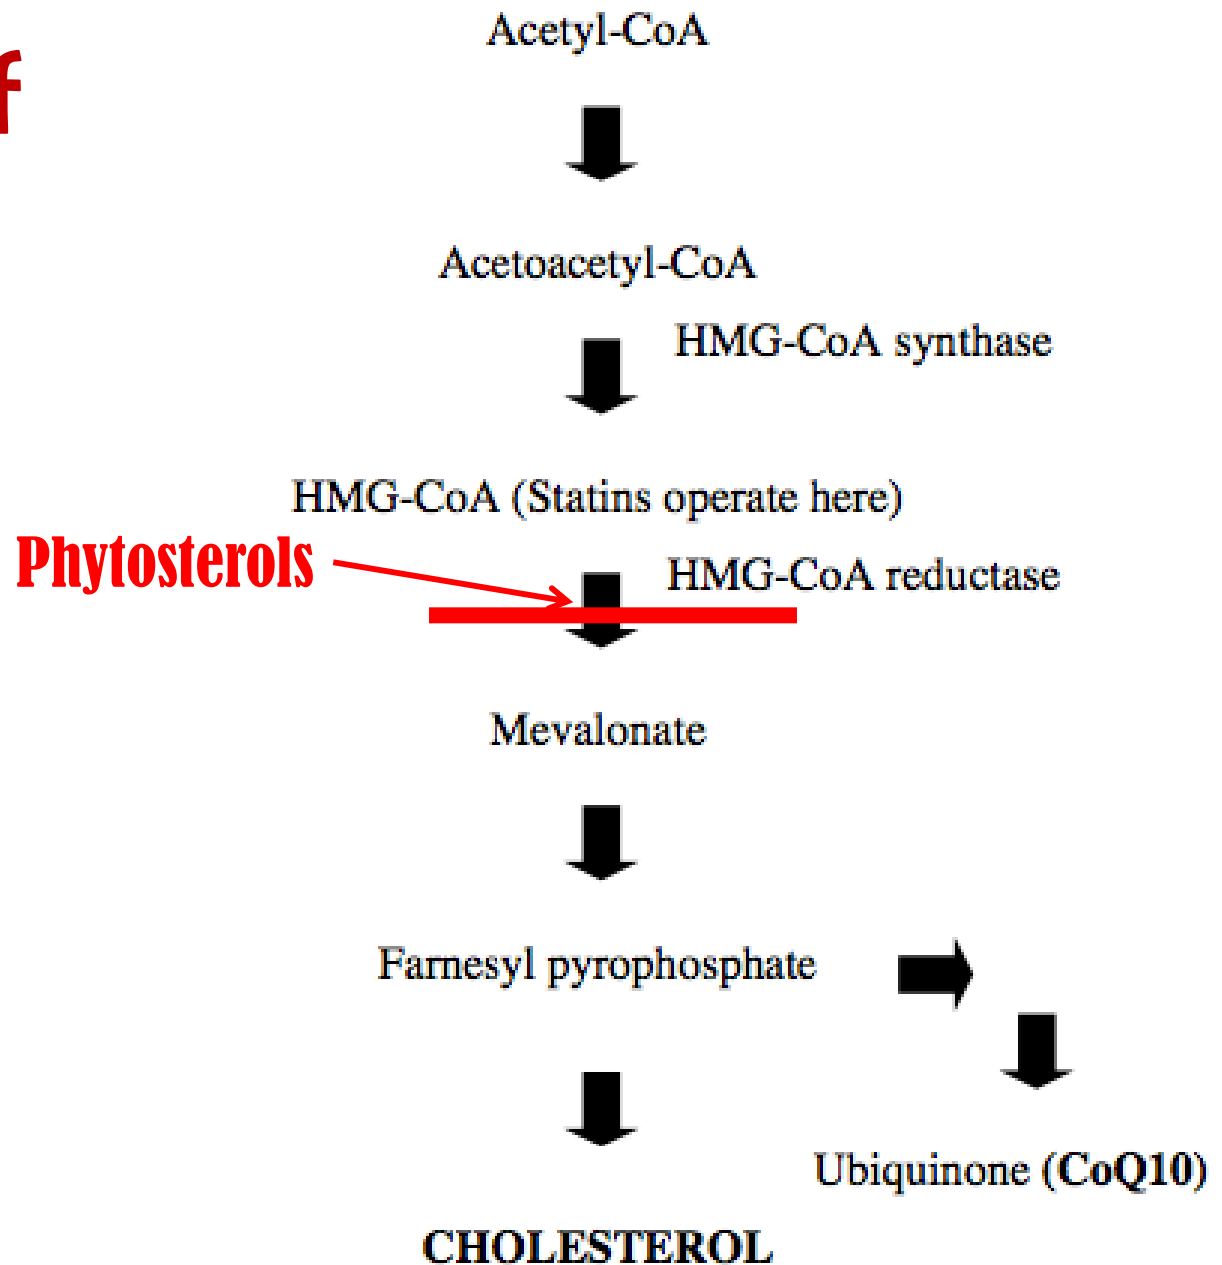 Acetyl-CoA
f
Acetoacetyl-CoA
HMG-CoA synthase
HMG-CoA (Statins operate here)
Phytosterols
HMG-CoA reductase
Mevalonate
Farnesyl pyrophosphate
Ubiquinone (CoQ10)
CHOLESTEROL